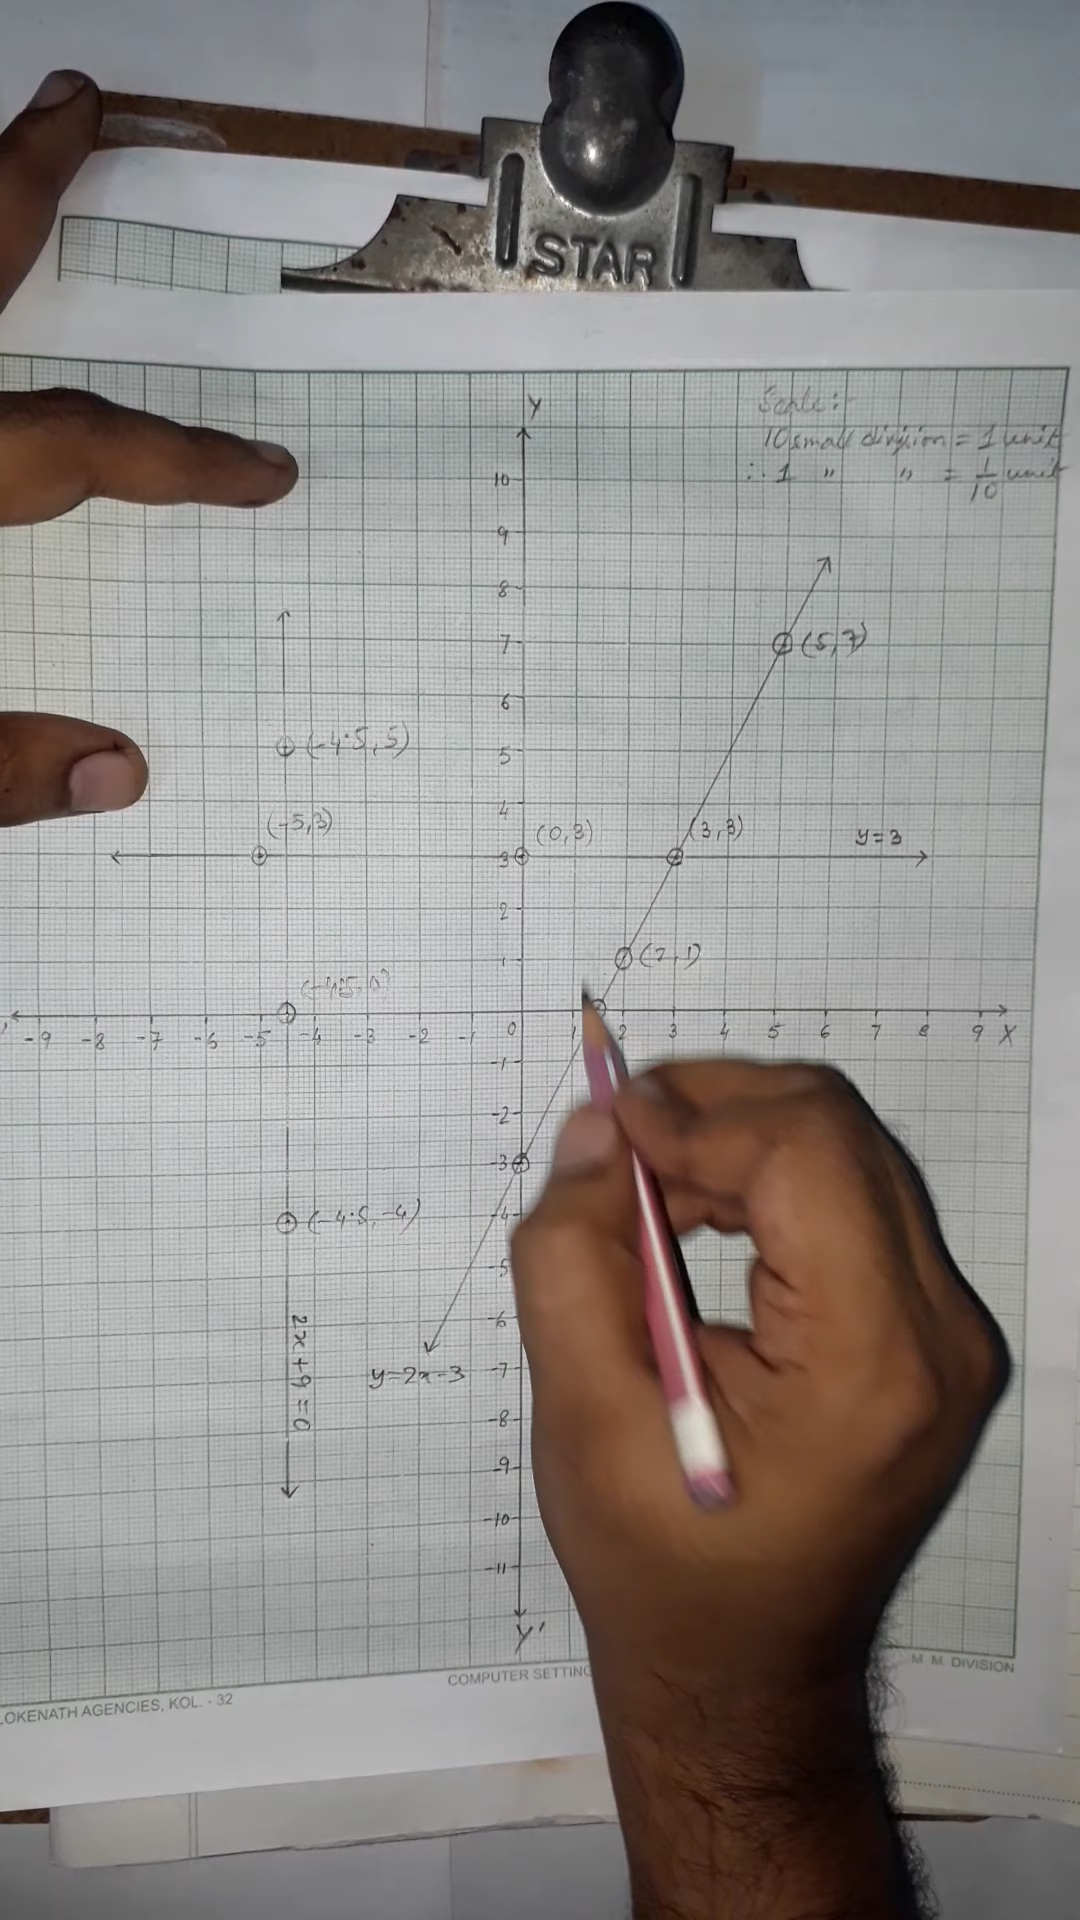 STAR
Scale:-
10 small division = 1 unit
∴ 1 " " = 1/10 unit
Y
10
9
8
7
(5,7)
6
5
(-4.5, 5)
4
(-5,3)
(0,3)
(3,3)
y=3
3
2
1
(2,1)
(-4.5, 0)
-9 -8 -7 -6 -5 -4 -3 -2 -1 0 1 2 3 4 5 6 7 8 9 X
-1
-2
-3
-4
(-4.5, -4)
-5
-6
2x+9=0
-7
y=2x-3
-8
-9
-10
-11
Y'
COMPUTER SETTING
M. M. DIVISION
LOKENATH AGENCIES, KOL. - 32